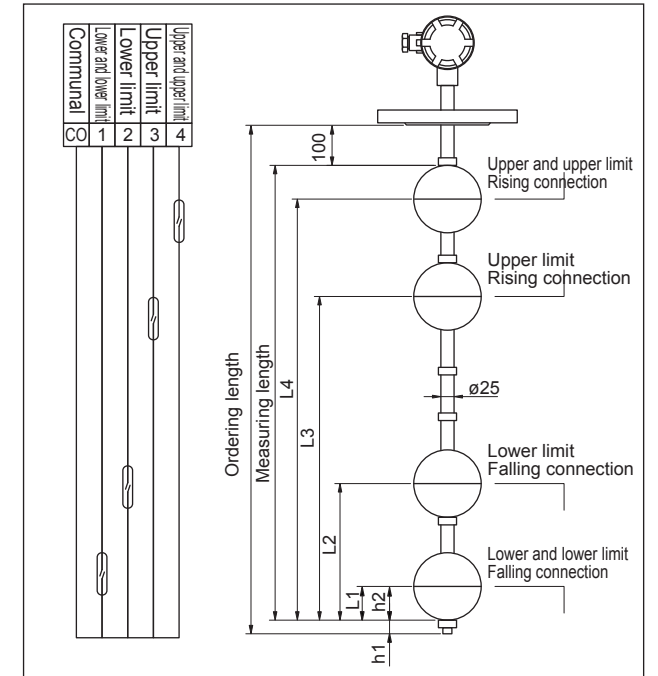 Communal
Lower and lower limit
Lower limit
Upper limit
Upper and upper limit
CO 1 2 3 4
Ordering length
Measuring length
100
L4
L3
L2
L1
h2
h1
ø25
Upper and upper limit
Rising connection
Upper limit
Rising connection
Lower limit
Falling connection
Lower and lower limit
Falling connection